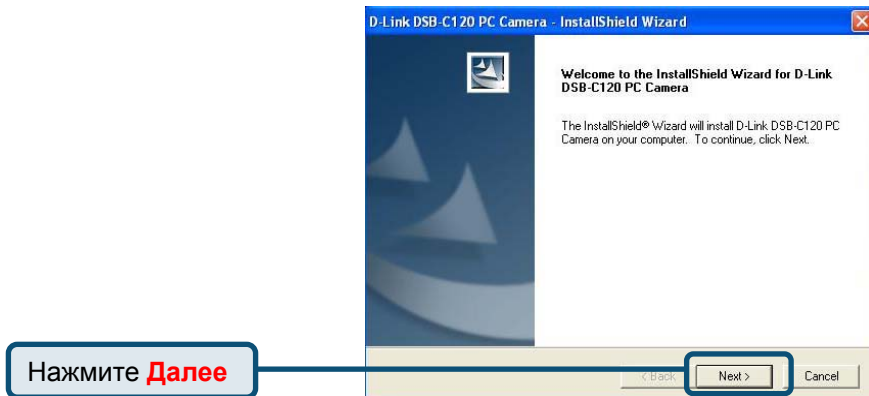 D-Link DSB-C120 PC Camera - InstallShield Wizard
Welcome to the InstallShield Wizard for D-Link
DSB-C120 PC Camera
The InstallShield® Wizard will install D-Link DSB-C120 PC
Camera on your computer. To continue, click Next.
Нажмите Далее
< Back
Next >
Cancel